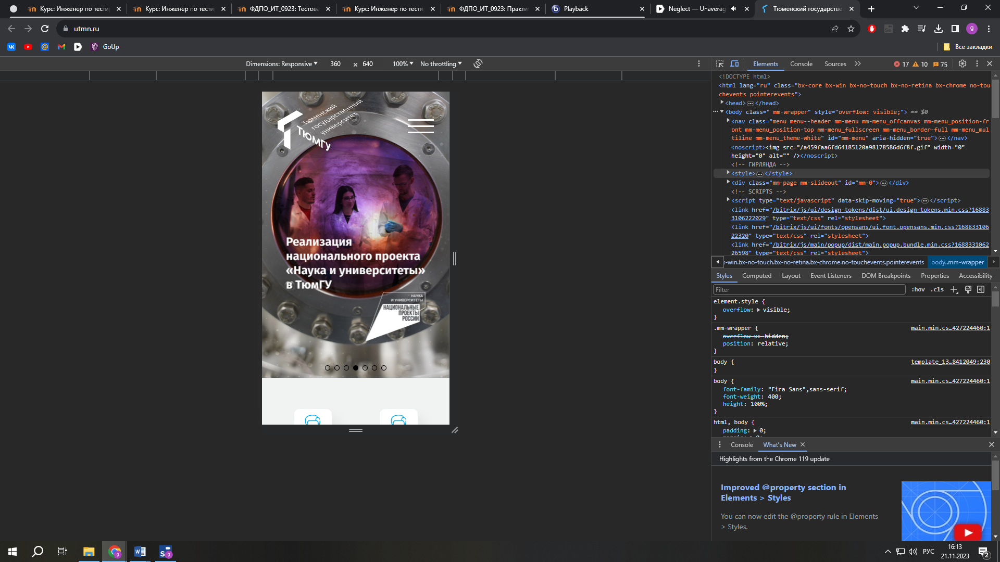 Курс: Инженер по тести
Курс: Инженер по тести
ФДПО_ИТ_0923: Тестова
Курс: Инженер по тести
ФДПО_ИТ_0923: Практи
Playback
Neglect — Unaverag
Тюменский государстве
utmn.ru
g
GoUp
Все закладки
Dimensions: Responsive 360 × 640 100% No throttling
Elements Console Sources 17 10 75
<!DOCTYPE html>
<html lang="ru" class="bx-core bx-win bx-no-touch bx-no-retina bx-chrome no-tou
chevents pointerevents">
<head> ⋯ </head>
<body class=" mm-wrapper" style="overflow: visible;"> == $0
<nav class="menu menu--header mm-menu mm-menu_offcanvas mm-menu_position-fr
ont mm-menu_position-top mm-menu_fullscreen mm-menu_border-full mm-menu_mul
tiline mm-menu_theme-white" id="mm-menu" aria-hidden="true"> ⋯ </nav>
<noscript><img src="/a459faa6fd64185120a98178586d6f8f.gif" width="0"
height="0" alt="" /></noscript>
<!-- ГИРЛЯНДА -->
<style> ⋯ </style>
<div class="mm-page mm-slideout" id="mm-0"> ⋯ </div>
<!-- SCRIPTS -->
<script type="text/javascript" data-skip-moving="true"> ⋯ </script>
<link href="/bitrix/js/ui/design-tokens/dist/ui.design-tokens.min.css?16883
3106222029" type="text/css" rel="stylesheet">
<link href="/bitrix/js/ui/fonts/opensans/ui.font.opensans.min.css?168833106
22320" type="text/css" rel="stylesheet">
<link href="/bitrix/js/main/popup/dist/main.popup.bundle.min.css?1688331062
26598" type="text/css" rel="stylesheet">
x-win.bx-no-touch.bx-no-retina.bx-chrome.no-touchevents.pointerevents body..mm-wrapper
Styles Computed Layout Event Listeners DOM Breakpoints Properties Accessibility
Filter :hov .cls
element.style {
overflow: visible;
}
.mm-wrapper { main.min.cs…427224460:1
overflow-x: hidden;
position: relative;
}
body { template_13…8412049:230
}
body { main.min.cs…427224460:1
font-family: "Fira Sans",sans-serif;
font-weight: 400;
height: 100%;
}
html, body { main.min.cs…427224460:1
padding: 0;
Console What's New
Highlights from the Chrome 119 update
Improved @property section in
Elements > Styles
You can now edit the @property rule in Elements
> Styles.
Тюменский
государственный
университет
ТЮМГУ
Реализация
национального проекта
«Наука и университеты»
в ТюмГУ
НАУКА
И УНИВЕРСИТЕТЫ
НАЦИОНАЛЬНЫЕ
ПРОЕКТЫ
РОССИИ
РУС
16:13
21.11.2023
2